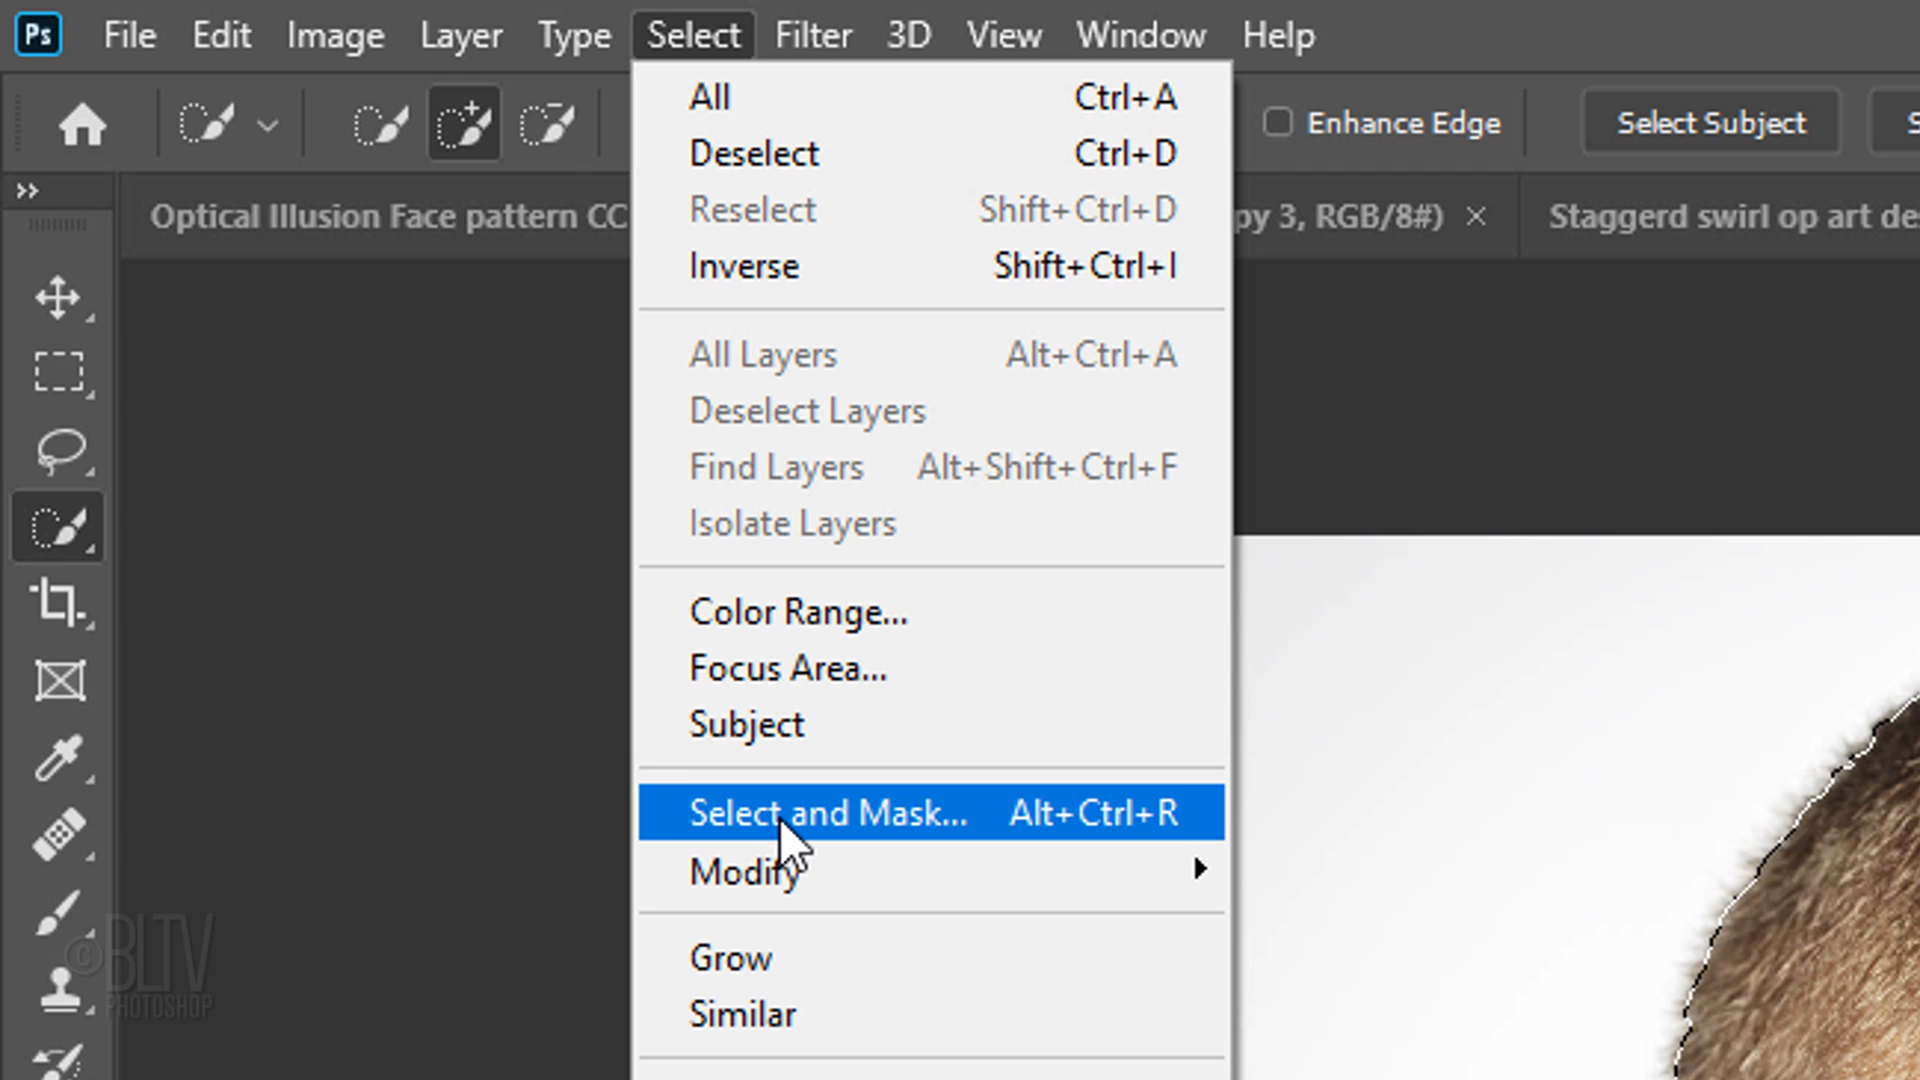 Ps File Edit Image Layer Type Select Filter 3D View Window Help
Enhance Edge Select Subject S
Optical Illusion Face pattern CC py 3, RGB/8#) × Staggerd swirl op art de
All Ctrl+A
Deselect Ctrl+D
Reselect Shift+Ctrl+D
Inverse Shift+Ctrl+I
All Layers Alt+Ctrl+A
Deselect Layers
Find Layers Alt+Shift+Ctrl+F
Isolate Layers
Color Range...
Focus Area...
Subject
Select and Mask... Alt+Ctrl+R
Modify
Grow
Similar
©BLTV
PHOTOSHOP